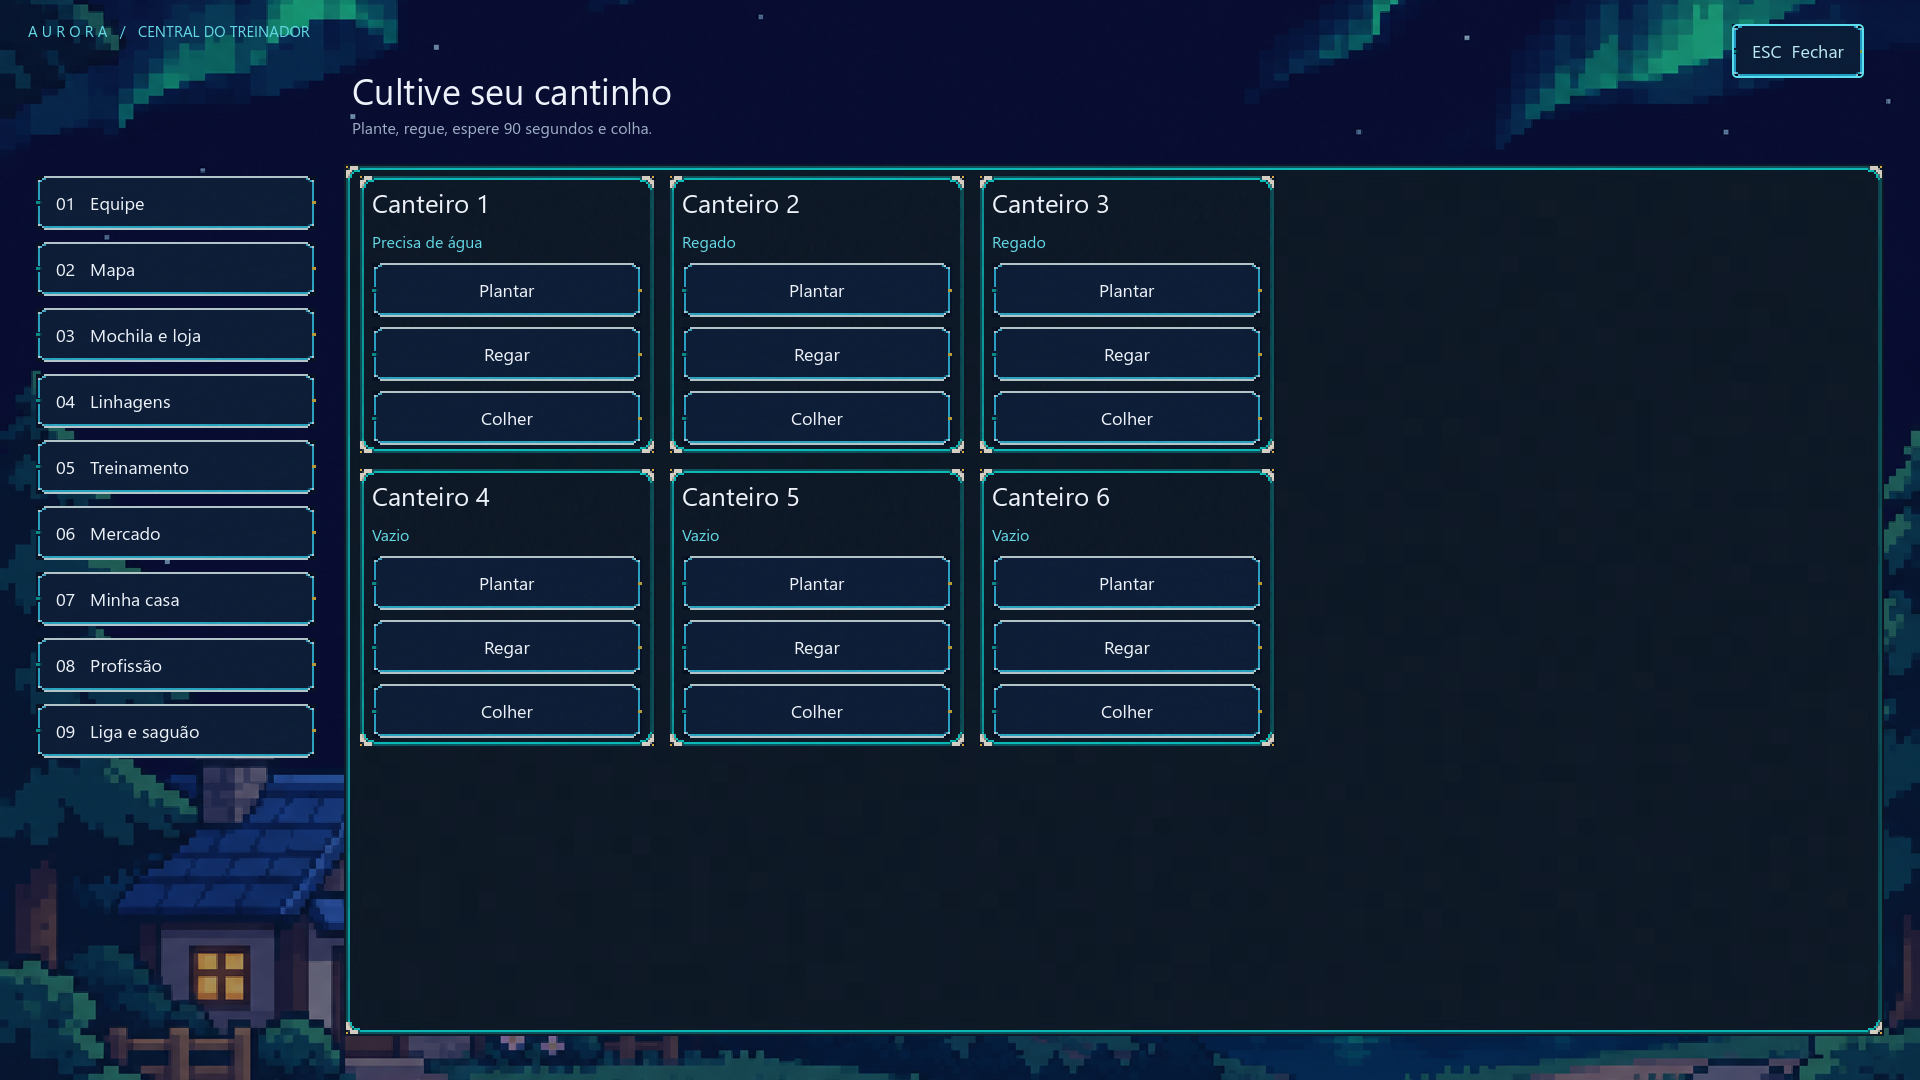 AURORA / CENTRAL DO TREINADOR
ESC Fechar
Cultive seu cantinho
Plante, regue, espere 90 segundos e colha.
01 Equipe
02 Mapa
03 Mochila e loja
04 Linhagens
05 Treinamento
06 Mercado
07 Minha casa
08 Profissão
09 Liga e saguão
Canteiro 1
Precisa de água
Plantar
Regar
Colher
Canteiro 2
Regado
Plantar
Regar
Colher
Canteiro 3
Regado
Plantar
Regar
Colher
Canteiro 4
Vazio
Plantar
Regar
Colher
Canteiro 5
Vazio
Plantar
Regar
Colher
Canteiro 6
Vazio
Plantar
Regar
Colher